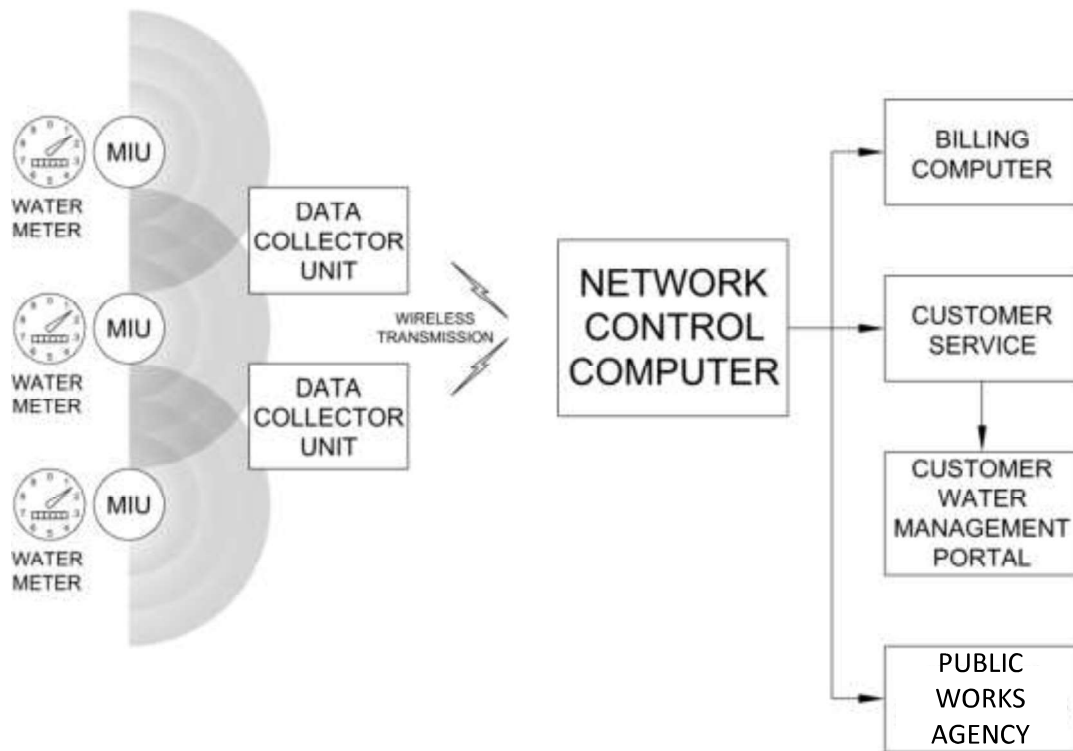 MIU
WATER
METER
MIU
WATER
METER
MIU
WATER
METER
DATA
COLLECTOR
UNIT
DATA
COLLECTOR
UNIT
WIRELESS
TRANSMISSION
NETWORK
CONTROL
COMPUTER
BILLING
COMPUTER
CUSTOMER
SERVICE
CUSTOMER
WATER
MANAGEMENT
PORTAL
PUBLIC
WORKS
AGENCY